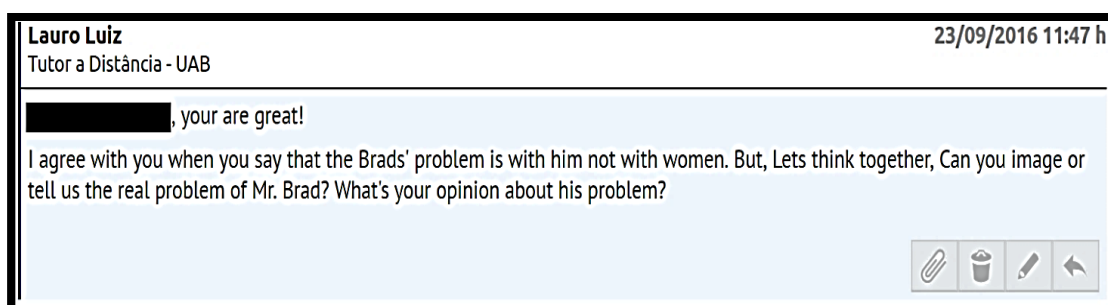 Lauro Luiz
23/09/2016 11:47 h
Tutor a Distância - UAB
, your are great!
I agree with you when you say that the Brads' problem is with him not with women. But, Lets think together, Can you image or
tell us the real problem of Mr. Brad? What's your opinion about his problem?